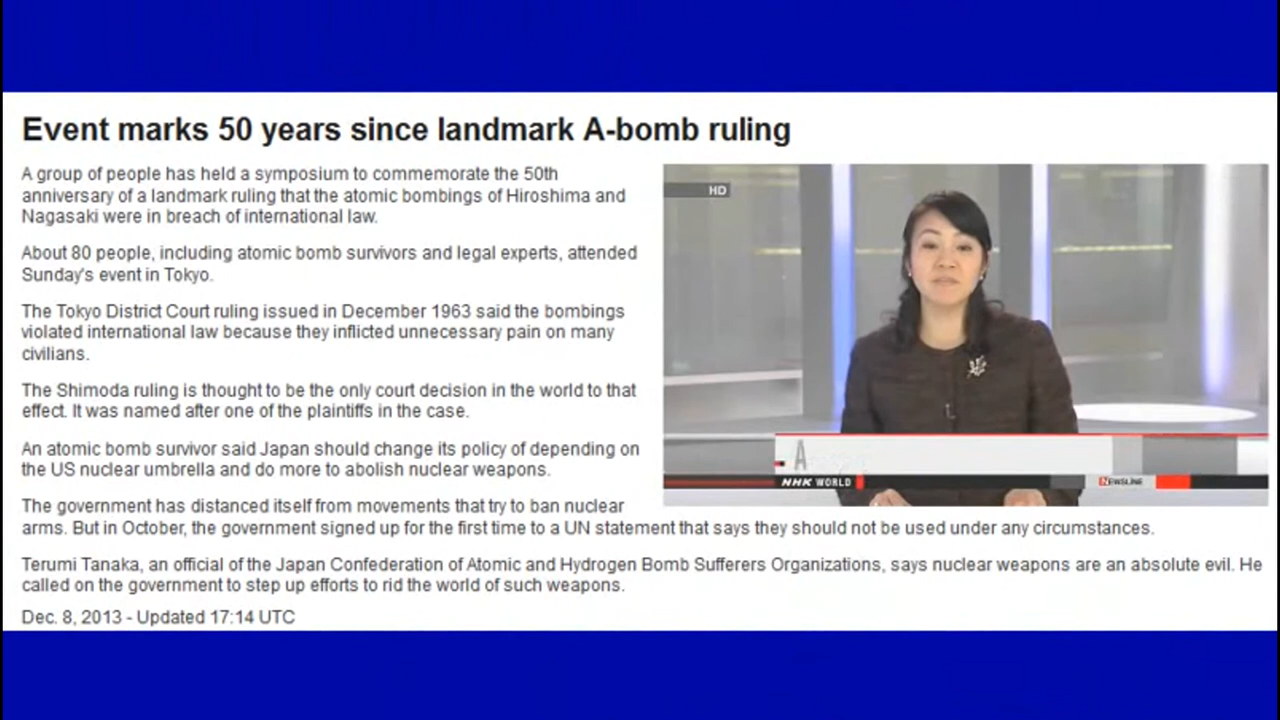 Event marks 50 years since landmark A-bomb ruling
A group of people has held a symposium to commemorate the 50th
anniversary of a landmark ruling that the atomic bombings of Hiroshima and
Nagasaki were in breach of international law.
About 80 people, including atomic bomb survivors and legal experts, attended
Sunday's event in Tokyo.
The Tokyo District Court ruling issued in December 1963 said the bombings
violated international law because they inflicted unnecessary pain on many
civilians.
The Shimoda ruling is thought to be the only court decision in the world to that
effect. It was named after one of the plaintiffs in the case.
An atomic bomb survivor said Japan should change its policy of depending on
the US nuclear umbrella and do more to abolish nuclear weapons.
The government has distanced itself from movements that try to ban nuclear
arms. But in October, the government signed up for the first time to a UN statement that says they should not be used under any circumstances.
Terumi Tanaka, an official of the Japan Confederation of Atomic and Hydrogen Bomb Sufferers Organizations, says nuclear weapons are an absolute evil. He
called on the government to step up efforts to rid the world of such weapons.
Dec. 8, 2013 - Updated 17:14 UTC
HD
A
NHK WORLD
NEWSLINE